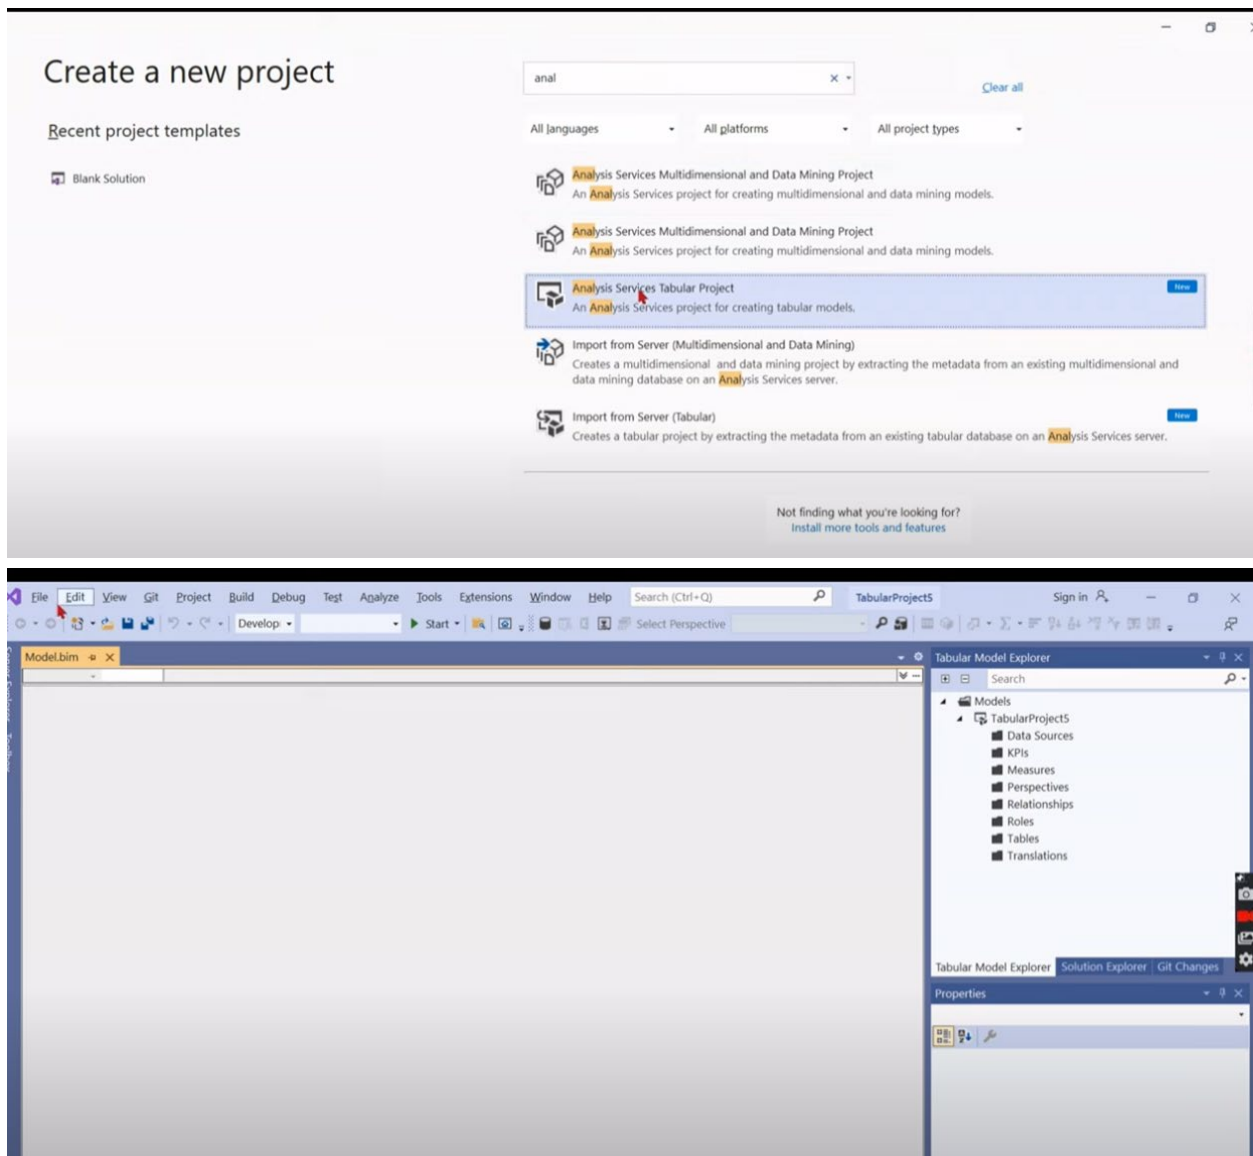 Create a new project
anal
Clear all
Recent project templates
All languages
All platforms
All project types
Blank Solution
Analysis Services Multidimensional and Data Mining Project
An Analysis Services project for creating multidimensional and data mining models.
Analysis Services Multidimensional and Data Mining Project
An Analysis Services project for creating multidimensional and data mining models.
Analysis Services Tabular Project
New
An Analysis Services project for creating tabular models.
Import from Server (Multidimensional and Data Mining)
Creates a multidimensional and data mining project by extracting the metadata from an existing multidimensional and
data mining database on an Analysis Services server.
Import from Server (Tabular)
New
Creates a tabular project by extracting the metadata from an existing tabular database on an Analysis Services server.
Not finding what you're looking for?
Install more tools and features
File Edit View Git Project Build Debug Test Analyze Tools Extensions Window Help Search (Ctrl+Q) TabularProject5 Sign in
Develop Start Select Perspective
Model.bim
Tabular Model Explorer
Search
Models
TabularProject5
Data Sources
KPIs
Measures
Perspectives
Relationships
Roles
Tables
Translations
Tabular Model Explorer Solution Explorer Git Changes
Properties